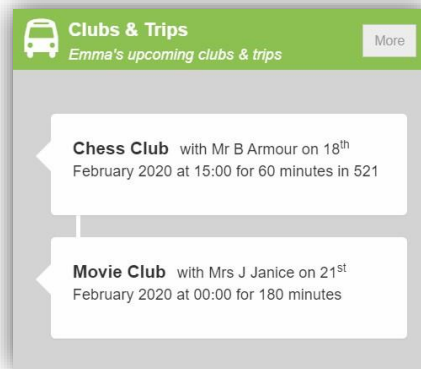 Clubs & Trips
Emma's upcoming clubs & trips
More
Chess Club with Mr B Armour on 18th
February 2020 at 15:00 for 60 minutes in 521
Movie Club with Mrs J Janice on 21st
February 2020 at 00:00 for 180 minutes